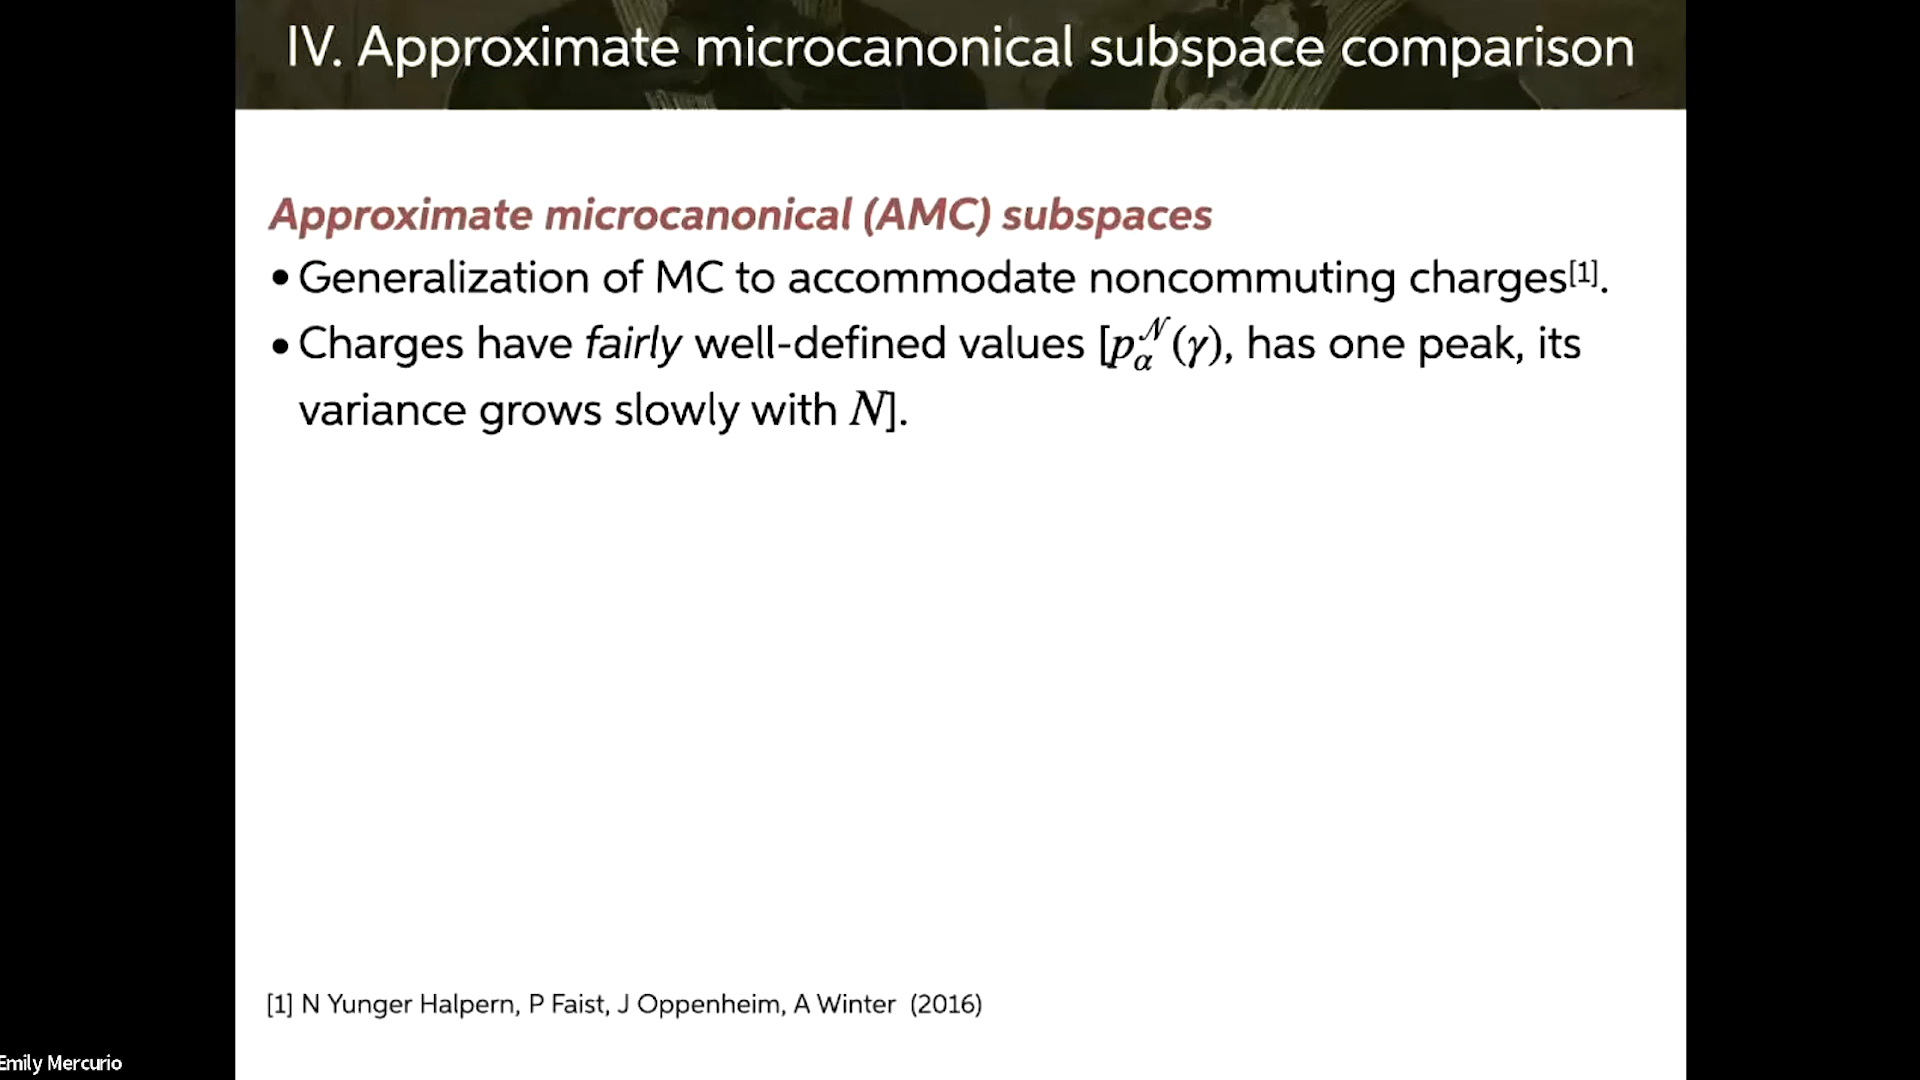 IV. Approximate microcanonical subspace comparison
Approximate microcanonical (AMC) subspaces
• Generalization of MC to accommodate noncommuting charges[1].
• Charges have fairly well-defined values [p_α^𝒩(γ), has one peak, its
variance grows slowly with N].
[1] N Yunger Halpern, P Faist, J Oppenheim, A Winter (2016)
Emily Mercurio